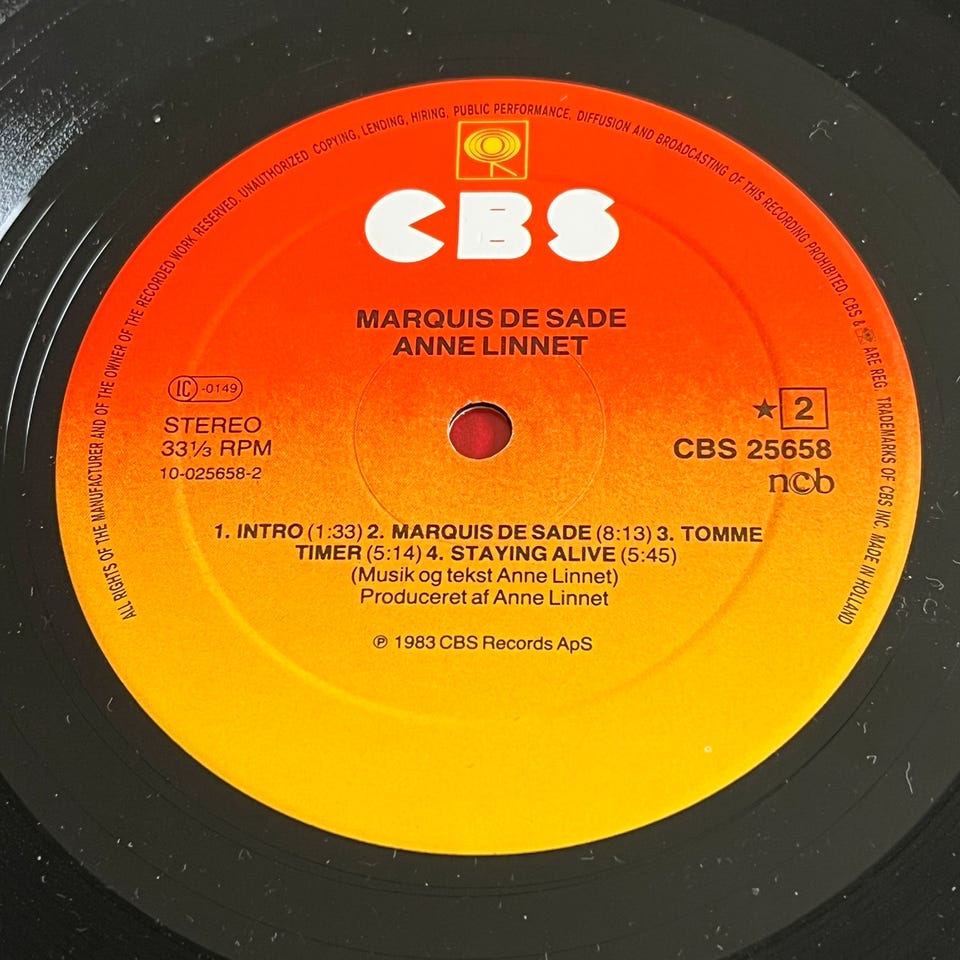 ALL RIGHTS OF THE MANUFACTURER AND OF THE OWNER OF THE RECORDED WORK RESERVED. UNAUTHORIZED COPYING, LENDING, HIRING, PUBLIC PERFORMANCE, DIFFUSION AND BROADCASTING OF THIS RECORDING PROHIBITED. CBS & ARE REG. TRADEMARKS OF CBS INC. MADE IN HOLLAND
CBS
MARQUIS DE SADE
ANNE LINNET
LC -0149
STEREO
33⅓ RPM
10-025658-2
★ 2
CBS 25658
n©b
1. INTRO (1:33) 2. MARQUIS DE SADE (8:13) 3. TOMME
TIMER (5:14) 4. STAYING ALIVE (5:45)
(Musik og tekst Anne Linnet)
Produceret af Anne Linnet
℗ 1983 CBS Records ApS